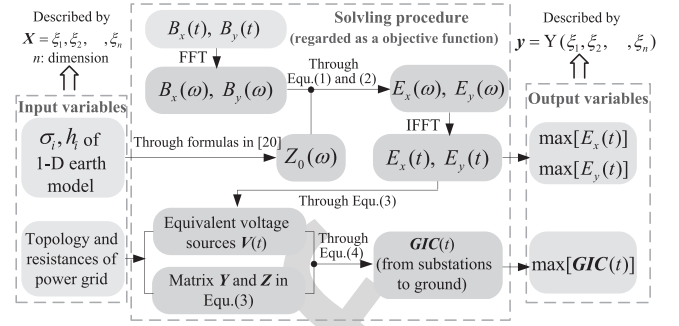 Described by
X = ξ1,ξ2, ,ξn
n: dimension
Input variables
σi, hi of
1-D earth
model
Topology and
resistances of
power grid
Solvling procedure
(regarded as a objective function)
Bx(t), By(t)
FFT
Bx(ω), By(ω)
Through
Equ.(1) and (2)
Ex(ω), Ey(ω)
IFFT
Through formulas in [20]
Z0(ω)
Ex(t), Ey(t)
Through Equ.(3)
Equivalent voltage
sources V(t)
Matrix Y and Z in
Equ.(3)
Through
Equ.(4)
GIC(t)
(from substations
to ground)
Described by
y = Y(ξ1,ξ2, ,ξn)
Output variables
max[Ex(t)]
max[Ey(t)]
max[GIC(t)]